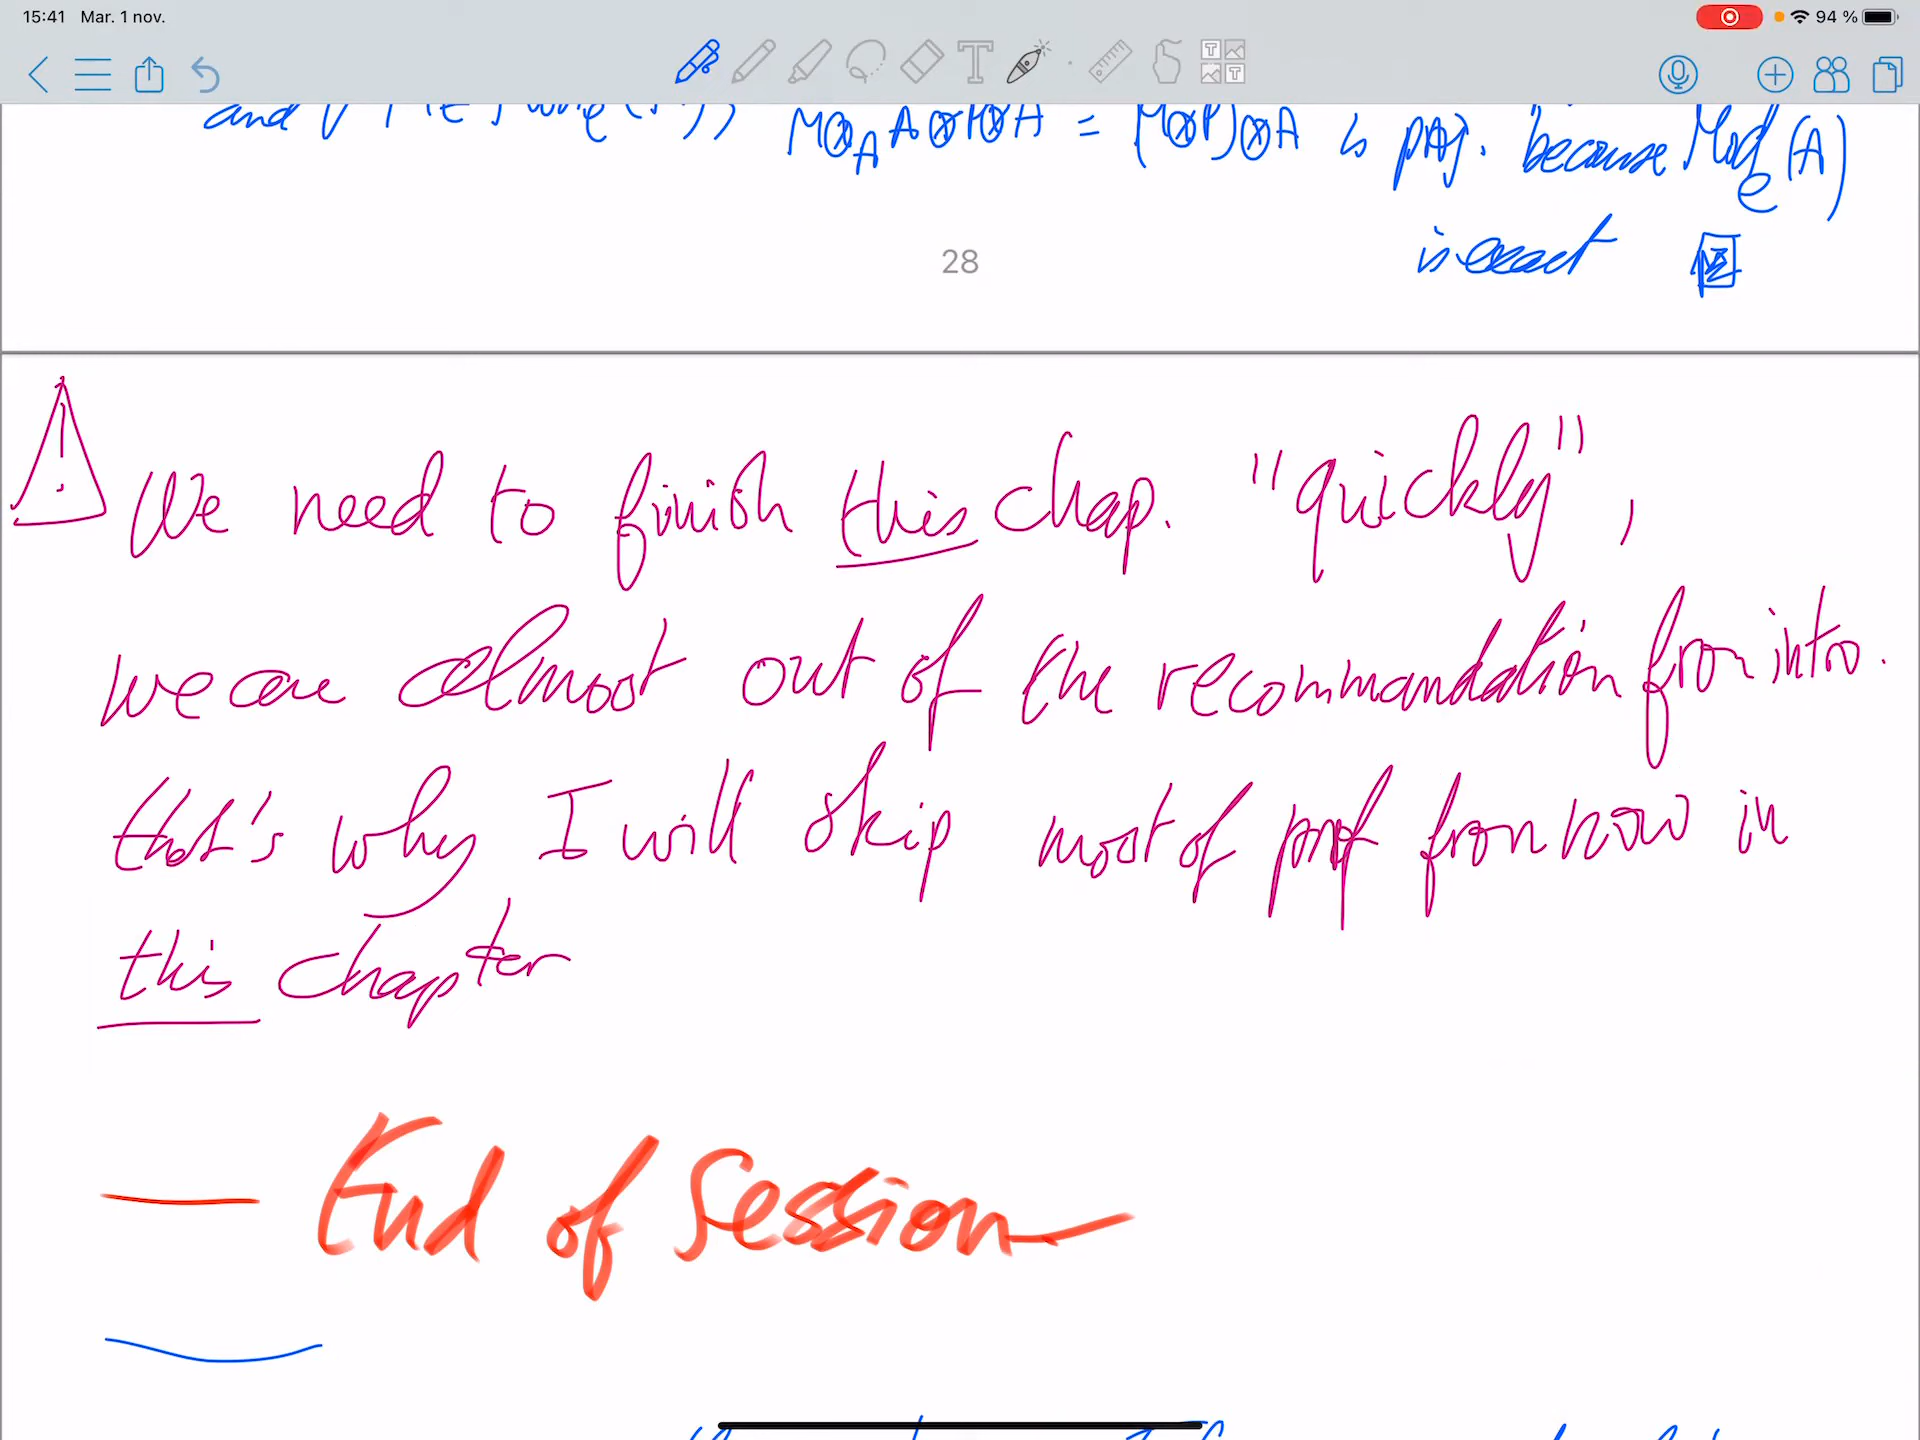 15:41 Mar. 1 nov. 94 %
and M⊗_A A⊗P⊗A = (M⊗P)⊗A is proj. because Mod_e(A)
is exact
28
We need to finish this chap. "quickly",
we are almost out of the recommandation from intro.
that's why I will skip most of proof from now in
this chapter
— End of Session —